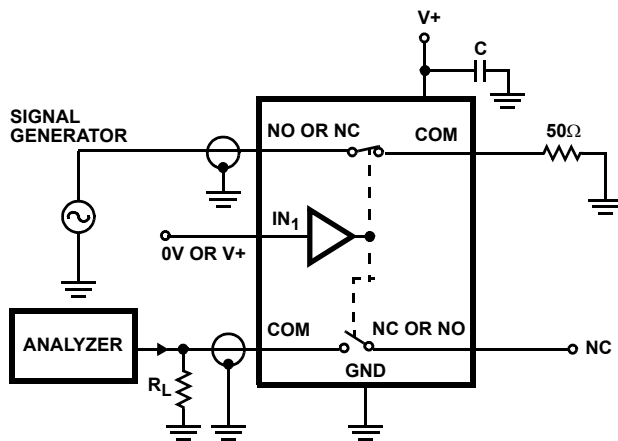 V+
C
SIGNAL
GENERATOR
NO OR NC
COM
50Ω
IN1
0V OR V+
COM
NC OR NO
NC
ANALYZER
GND
RL